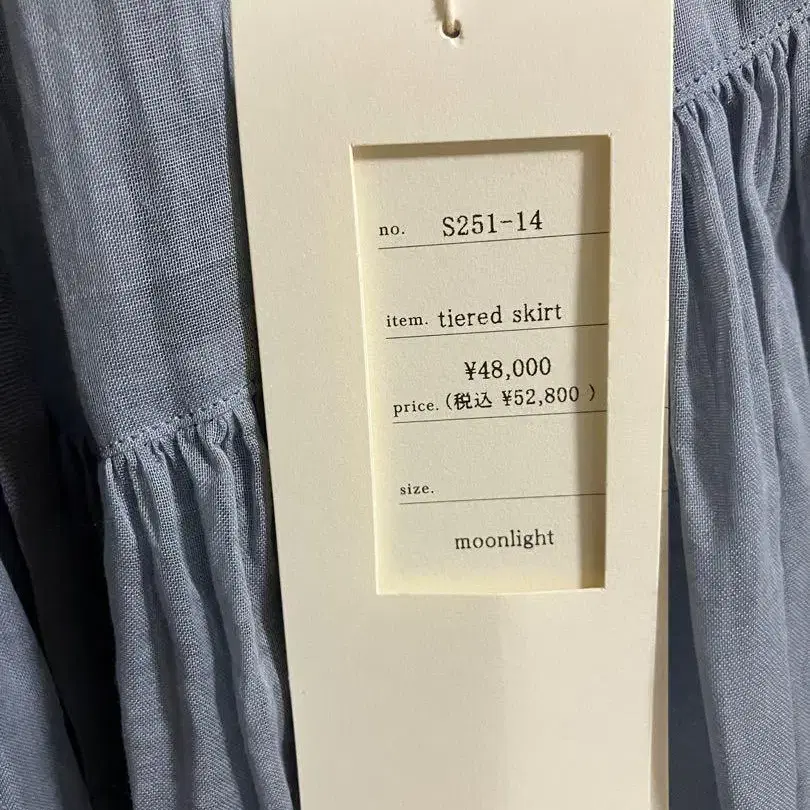 no. S251-14
item. tiered skirt
¥48,000
price. (税込 ¥52,800 )
size.
moonlight